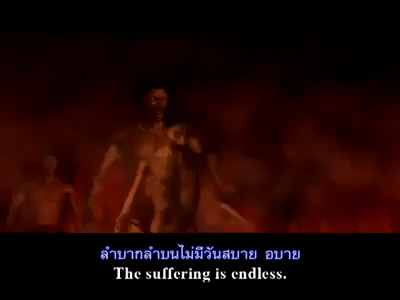 ลำบากลำบนไม่มีวันสบาย อบาย
The suffering is endless.